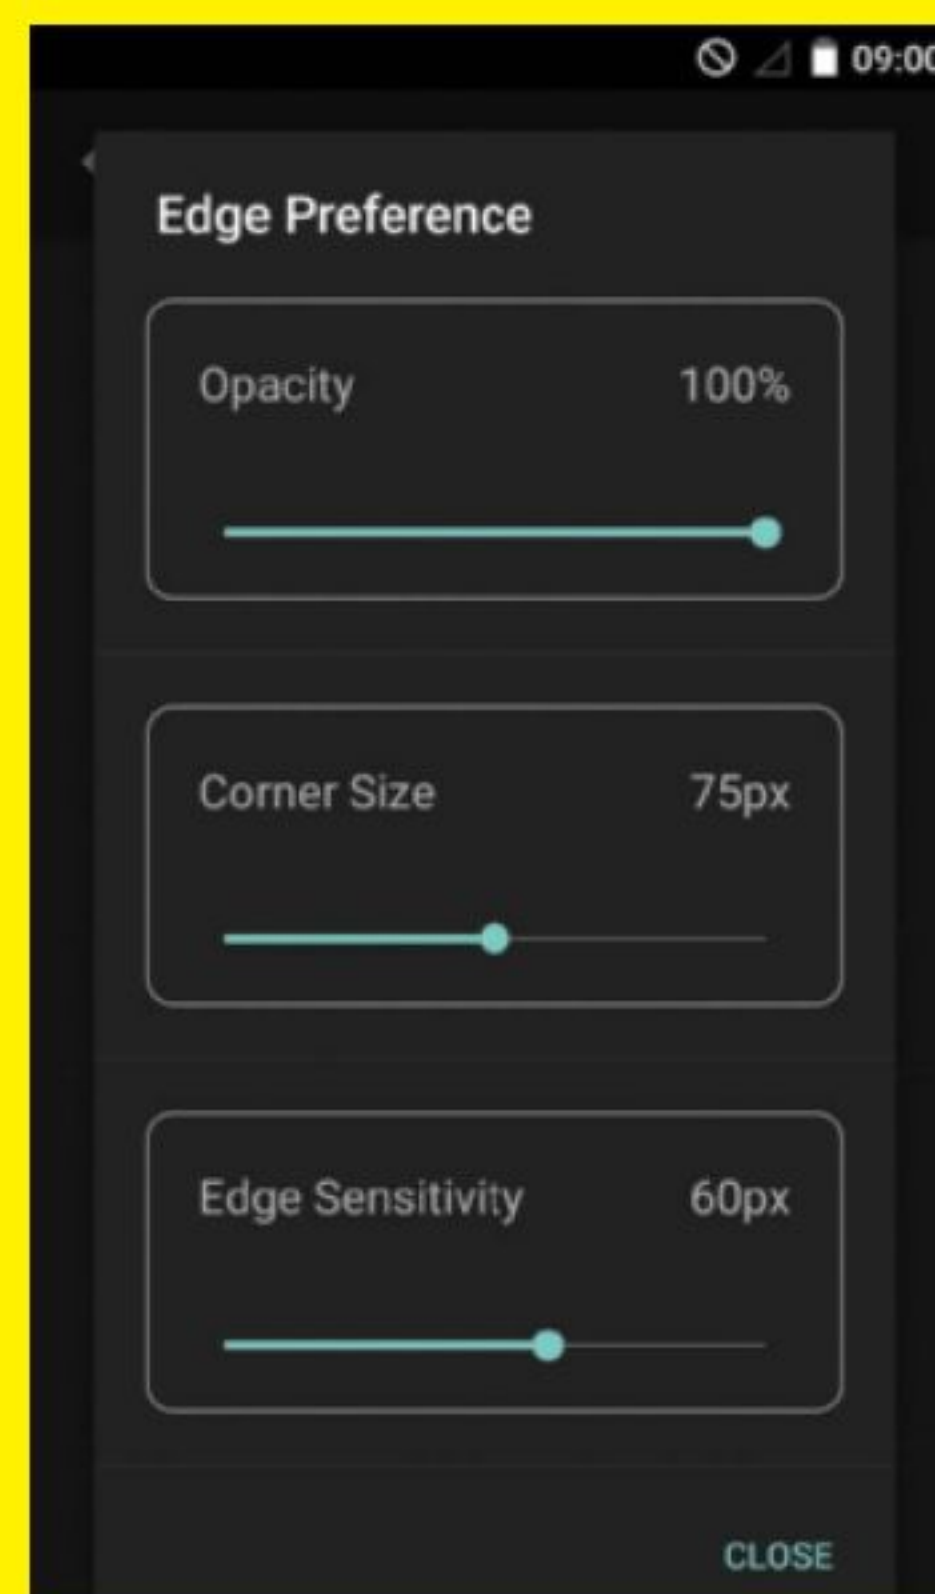 09:00
Edge Preference
Opacity 100%
Corner Size 75px
Edge Sensitivity 60px
CLOSE